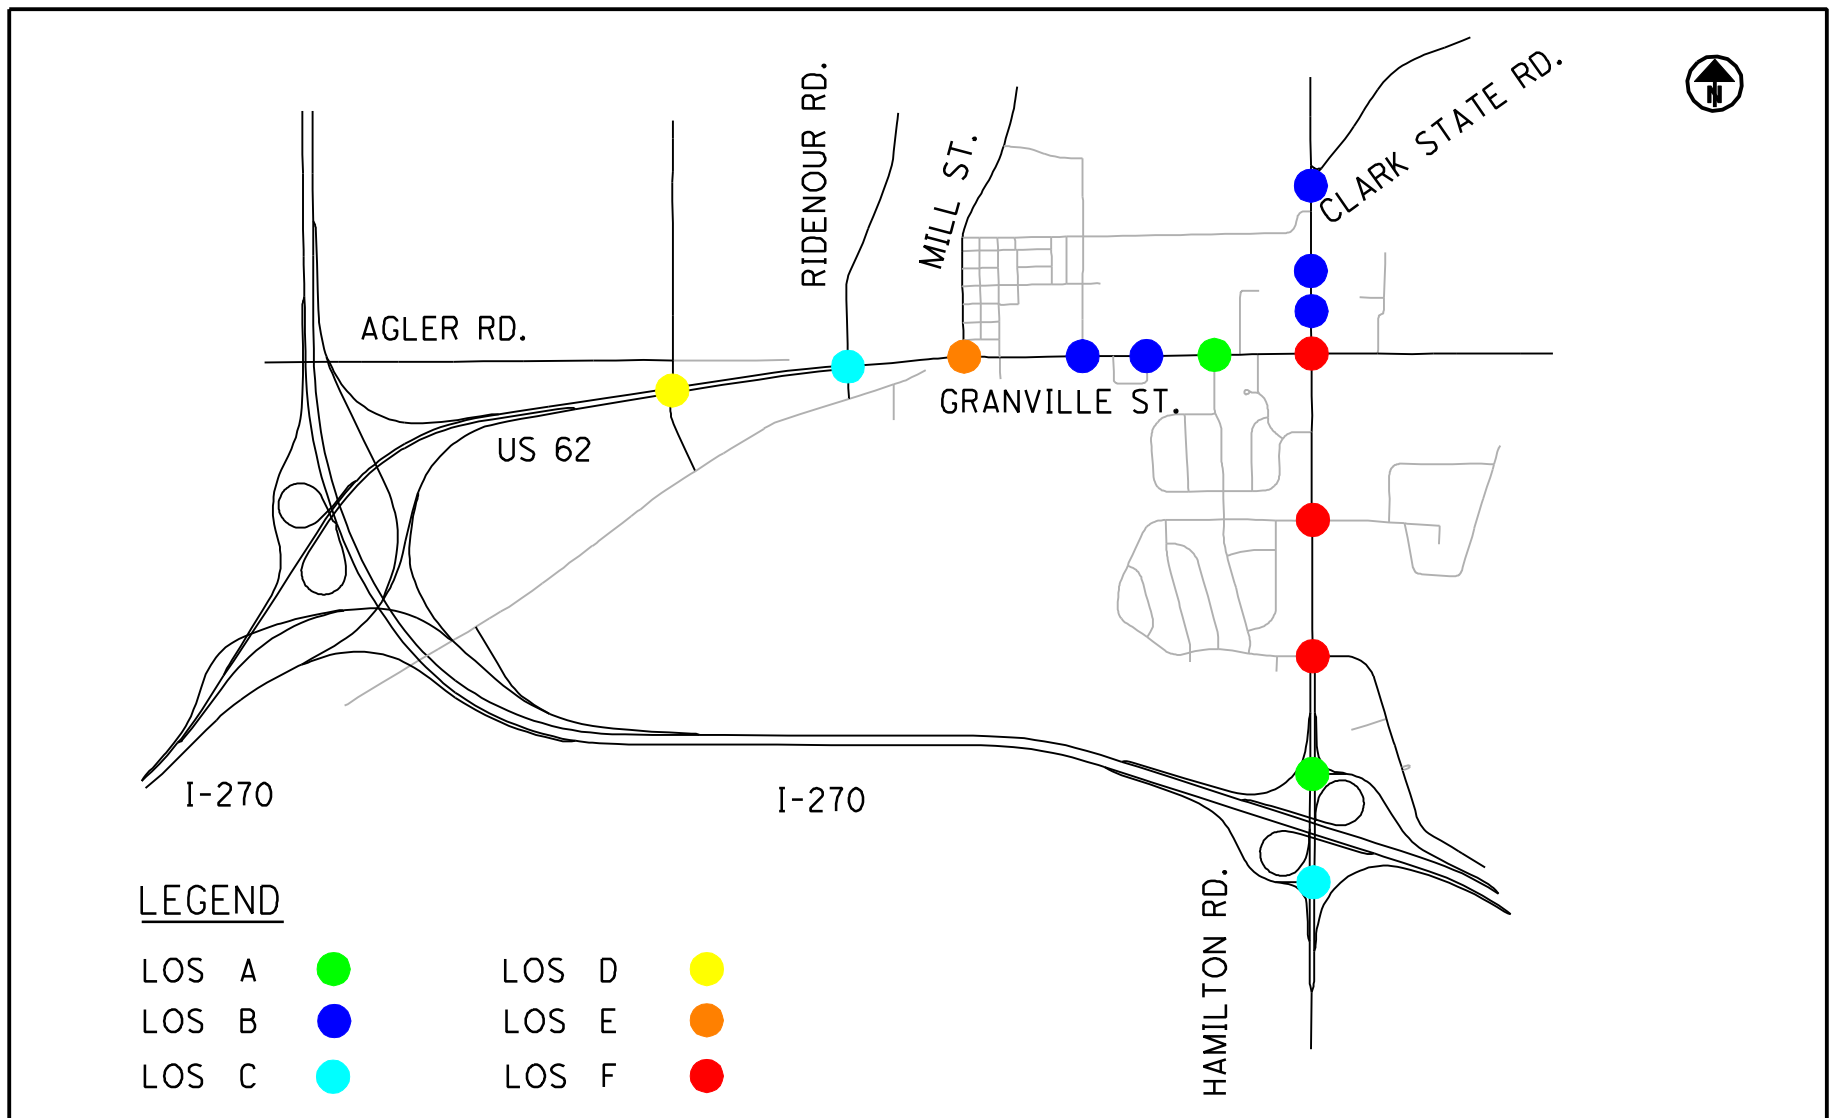 CLARK STATE RD.
RIDENOUR RD.
MILL ST.
N
AGLER RD.
GRANVILLE ST.
US 62
I-270
I-270
HAMILTON RD.
LEGEND
LOS A
LOS D
LOS B
LOS E
LOS C
LOS F